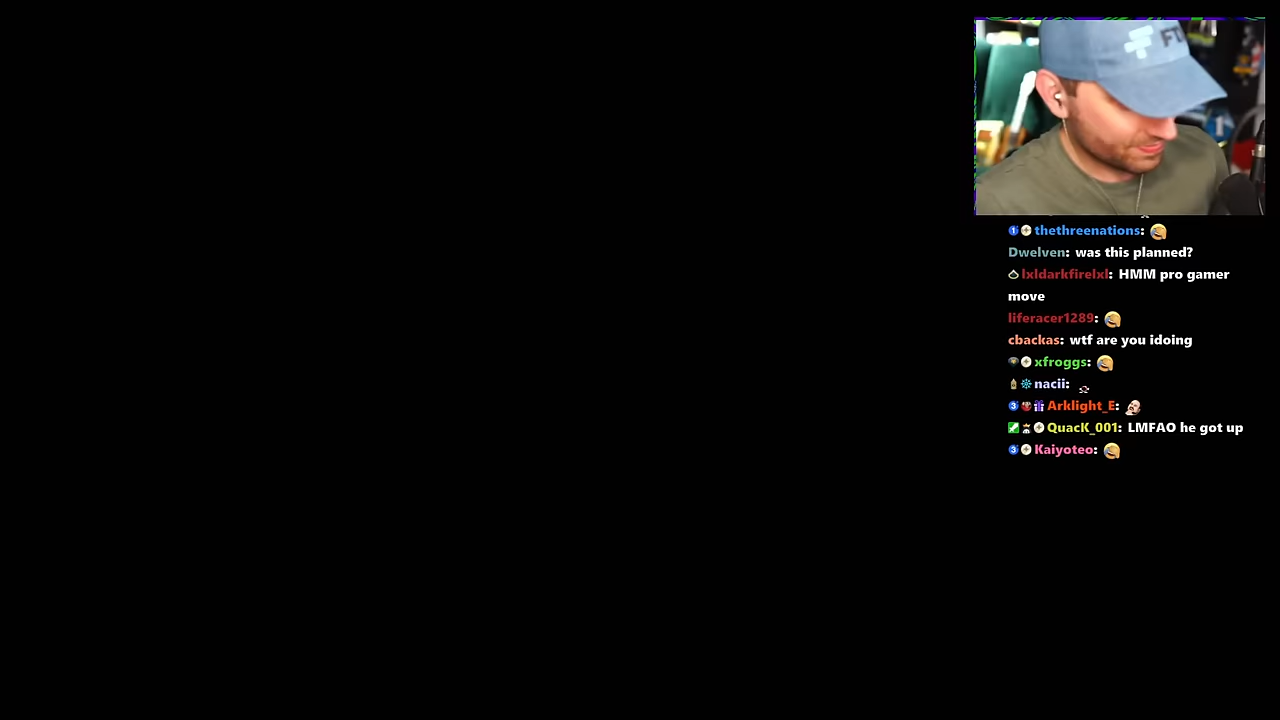 FT
thethreenations:
Dwelven: was this planned?
lxldarkfirelxl: HMM pro gamer
move
liferacer1289:
cbackas: wtf are you idoing
xfroggs:
nacii:
Arklight_E:
QuacK_001: LMFAO he got up
Kaiyoteo: